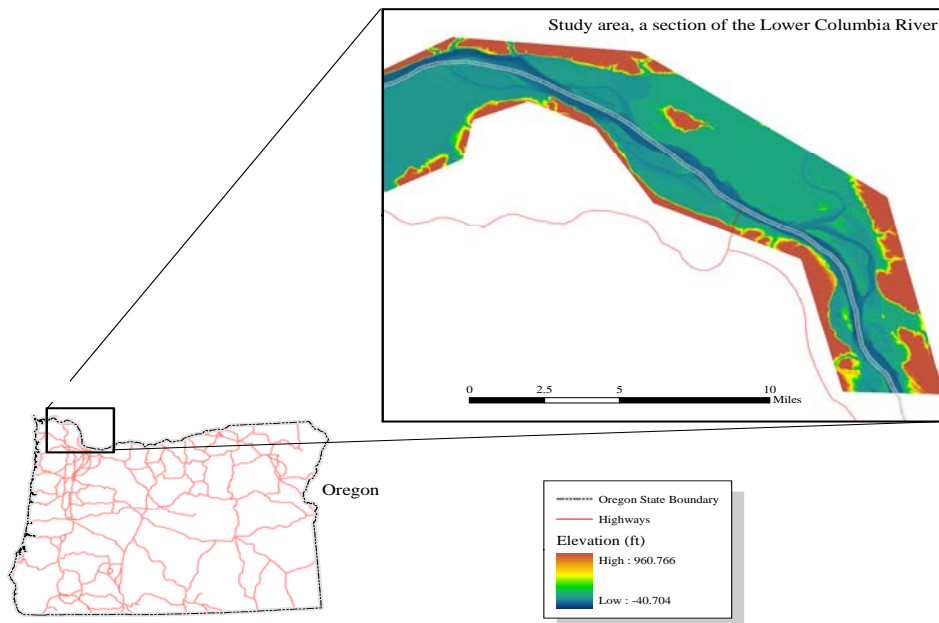 Study area, a section of the Lower Columbia River
0 2.5 5 10
Miles
Oregon
Oregon State Boundary
Highways
Elevation (ft)
High : 960.766
Low : -40.704